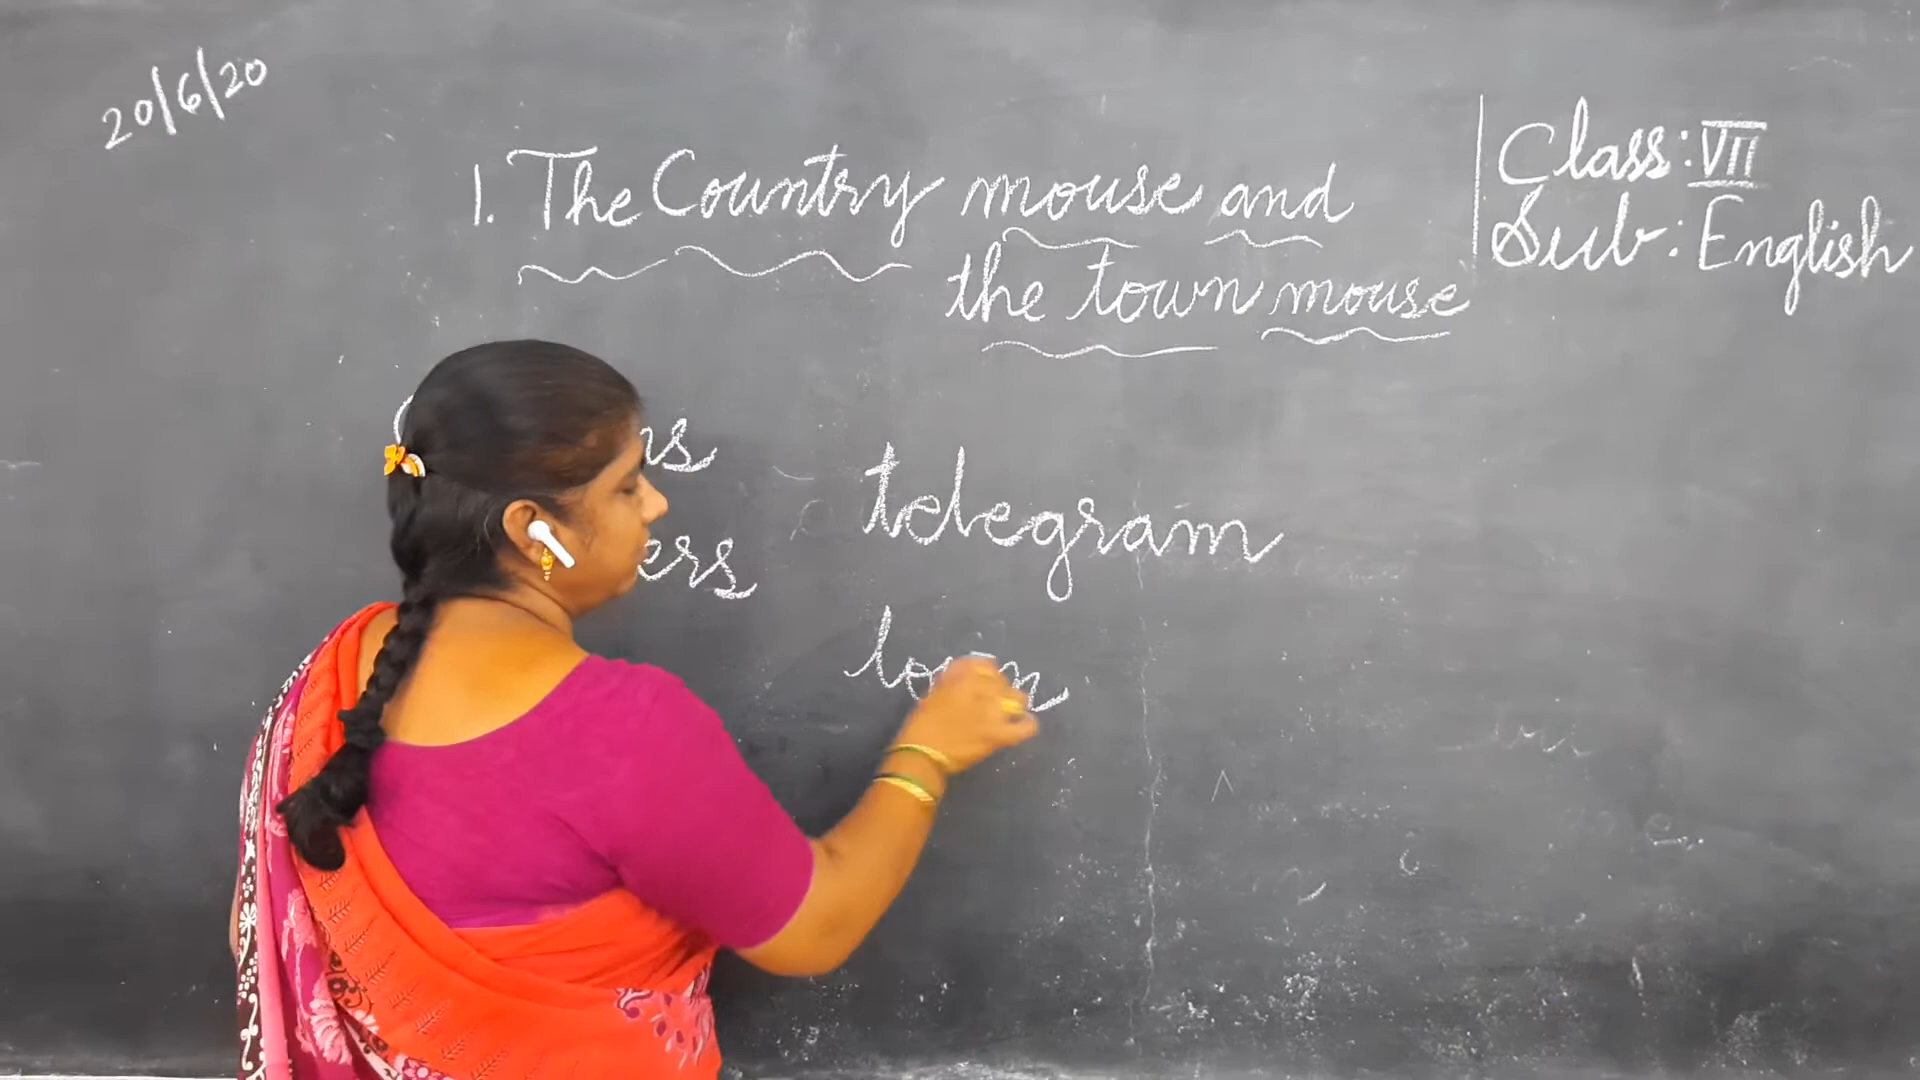 20/6/20
1. The Country mouse and
the town mouse
Class: VII
Sub: English
telegram